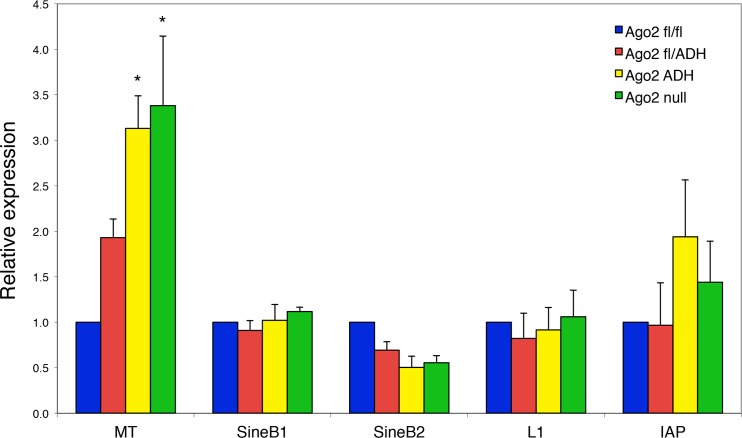 Relative expression
4.5
4.0
3.5
3.0
2.5
2.0
1.5
1.0
0.5
0.0
* *
Ago2 fl/fl
Ago2 fl/ADH
Ago2 ADH
Ago2 null
MT SineB1 SineB2 L1 IAP